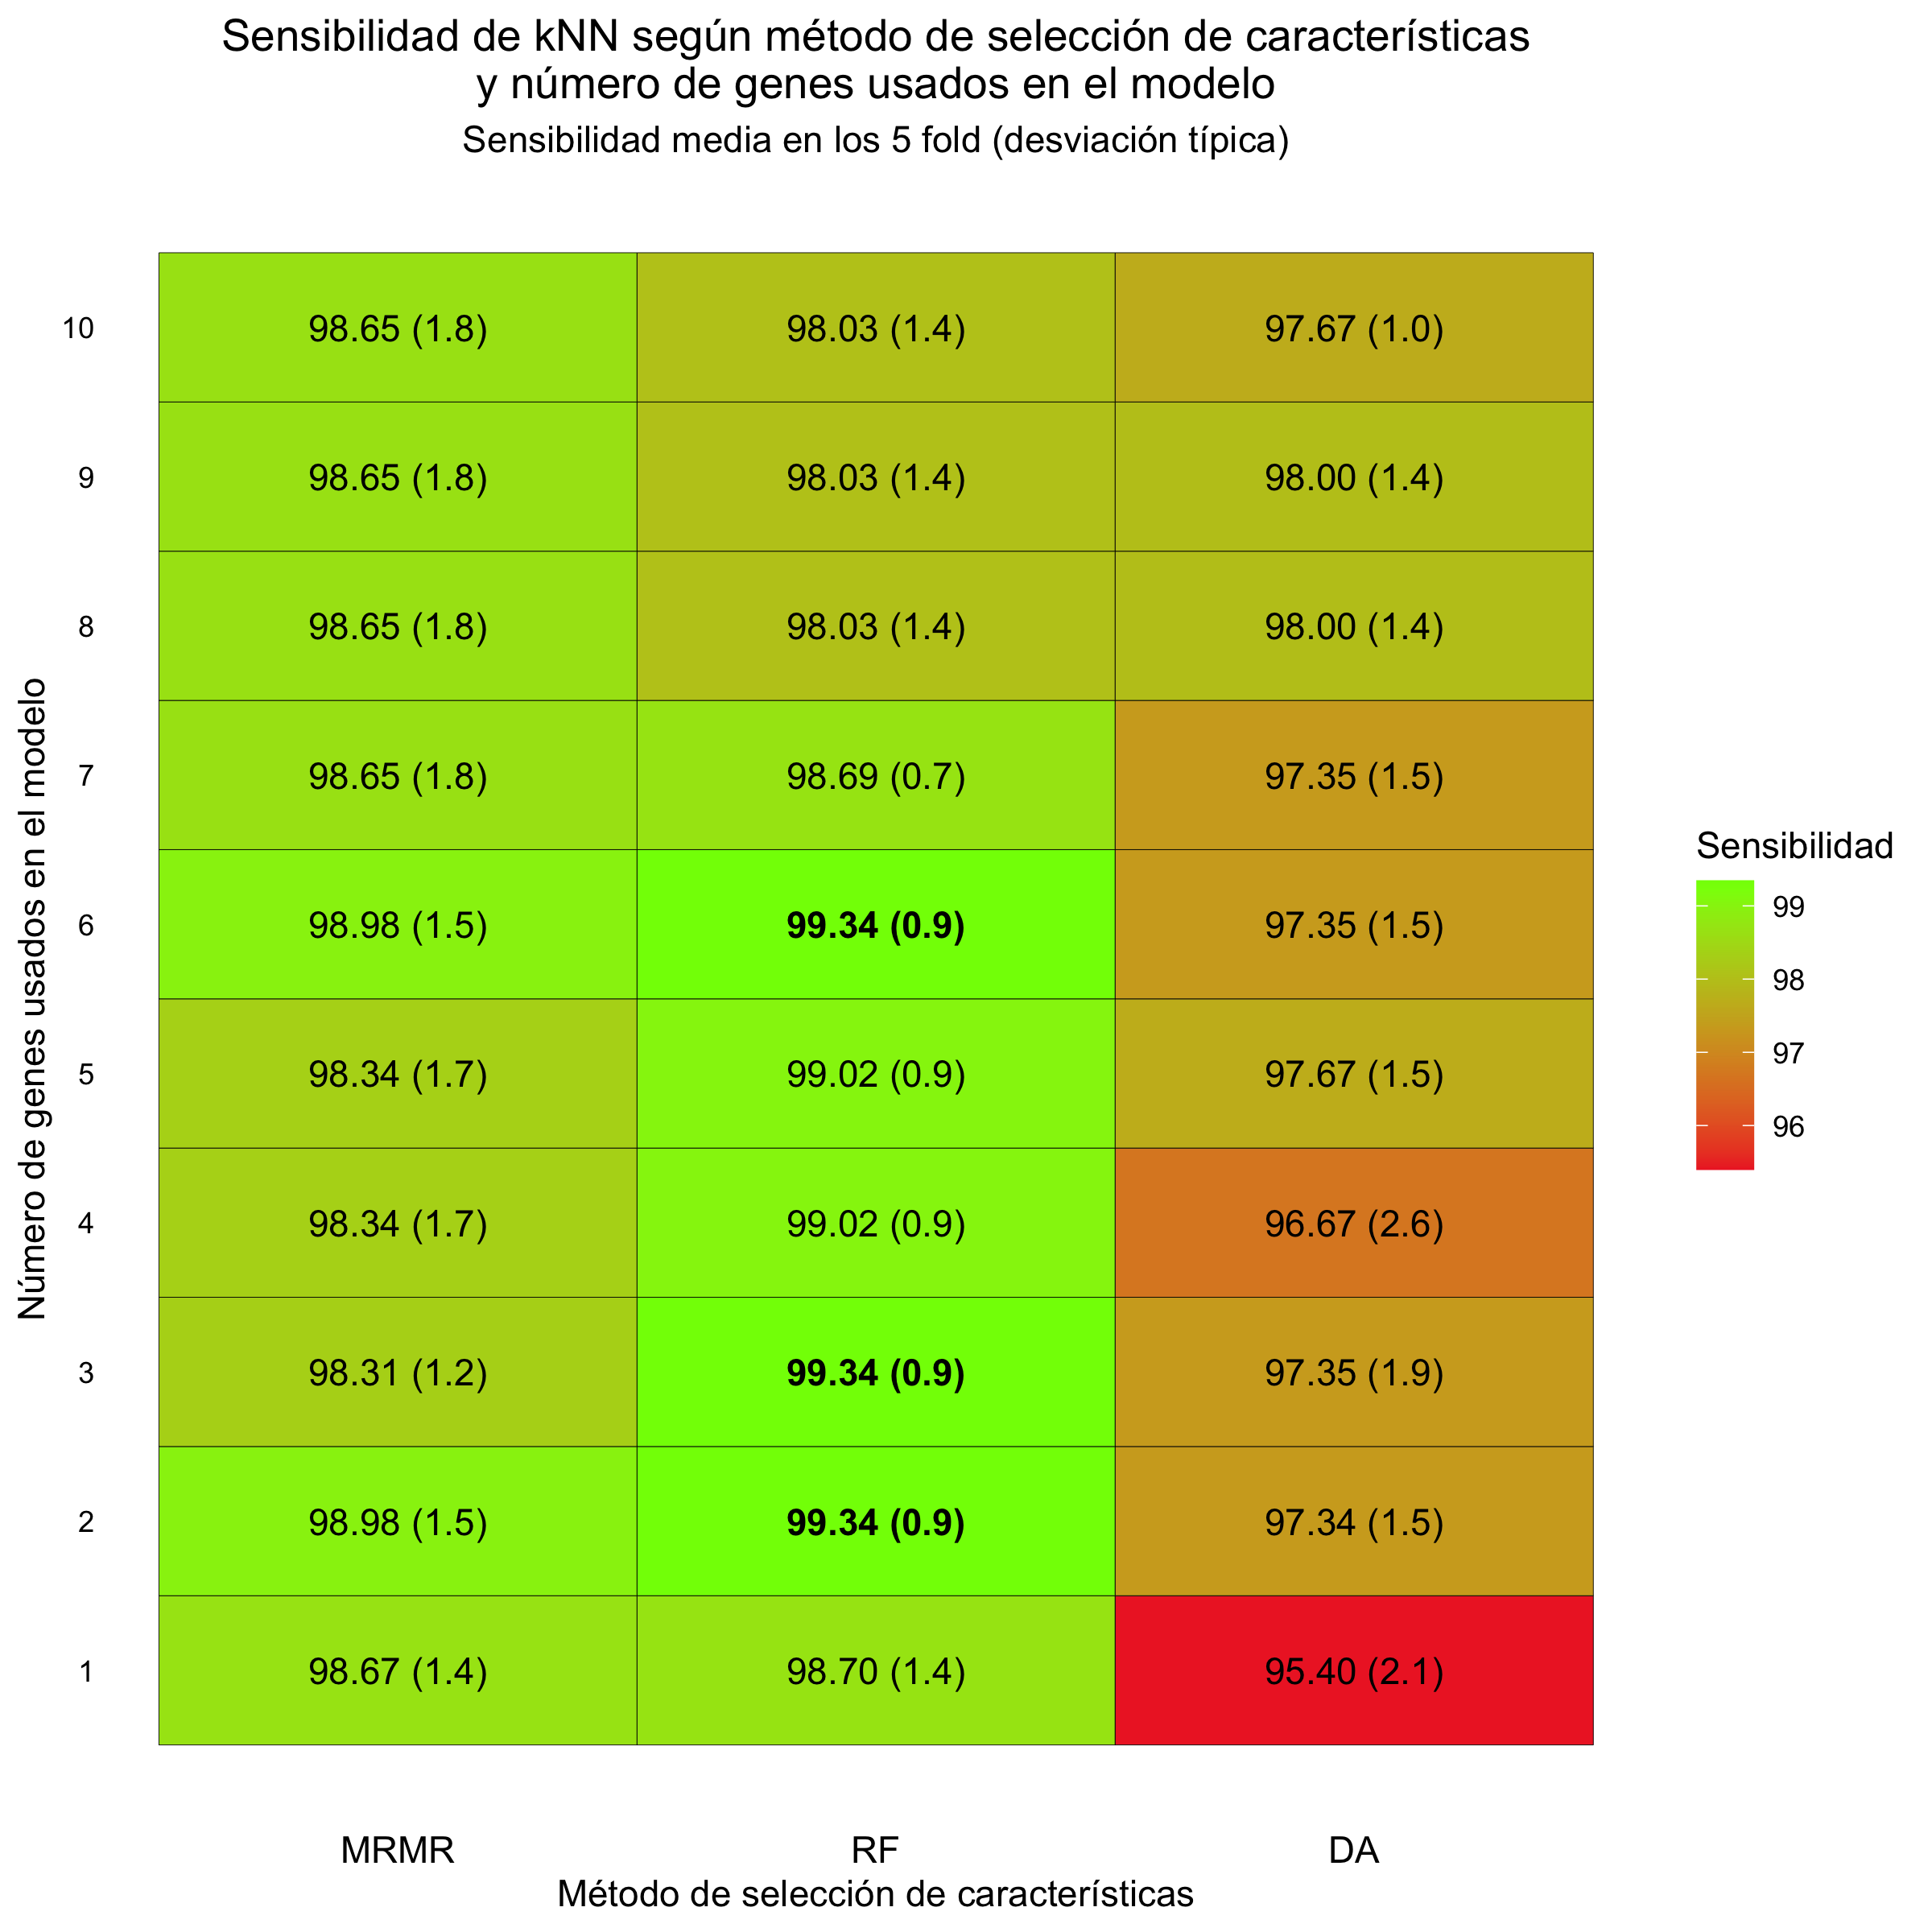 Sensibilidad de kNN según método de selección de características
y número de genes usados en el modelo
Sensibilidad media en los 5 fold (desviación típica)
Número de genes usados en el modelo
10 98.65 (1.8) 98.03 (1.4) 97.67 (1.0)
9 98.65 (1.8) 98.03 (1.4) 98.00 (1.4)
8 98.65 (1.8) 98.03 (1.4) 98.00 (1.4)
7 98.65 (1.8) 98.69 (0.7) 97.35 (1.5)
6 98.98 (1.5) 99.34 (0.9) 97.35 (1.5)
5 98.34 (1.7) 99.02 (0.9) 97.67 (1.5)
4 98.34 (1.7) 99.02 (0.9) 96.67 (2.6)
3 98.31 (1.2) 99.34 (0.9) 97.35 (1.9)
2 98.98 (1.5) 99.34 (0.9) 97.34 (1.5)
1 98.67 (1.4) 98.70 (1.4) 95.40 (2.1)
MRMR RF DA
Método de selección de características
Sensibilidad
99
98
97
96